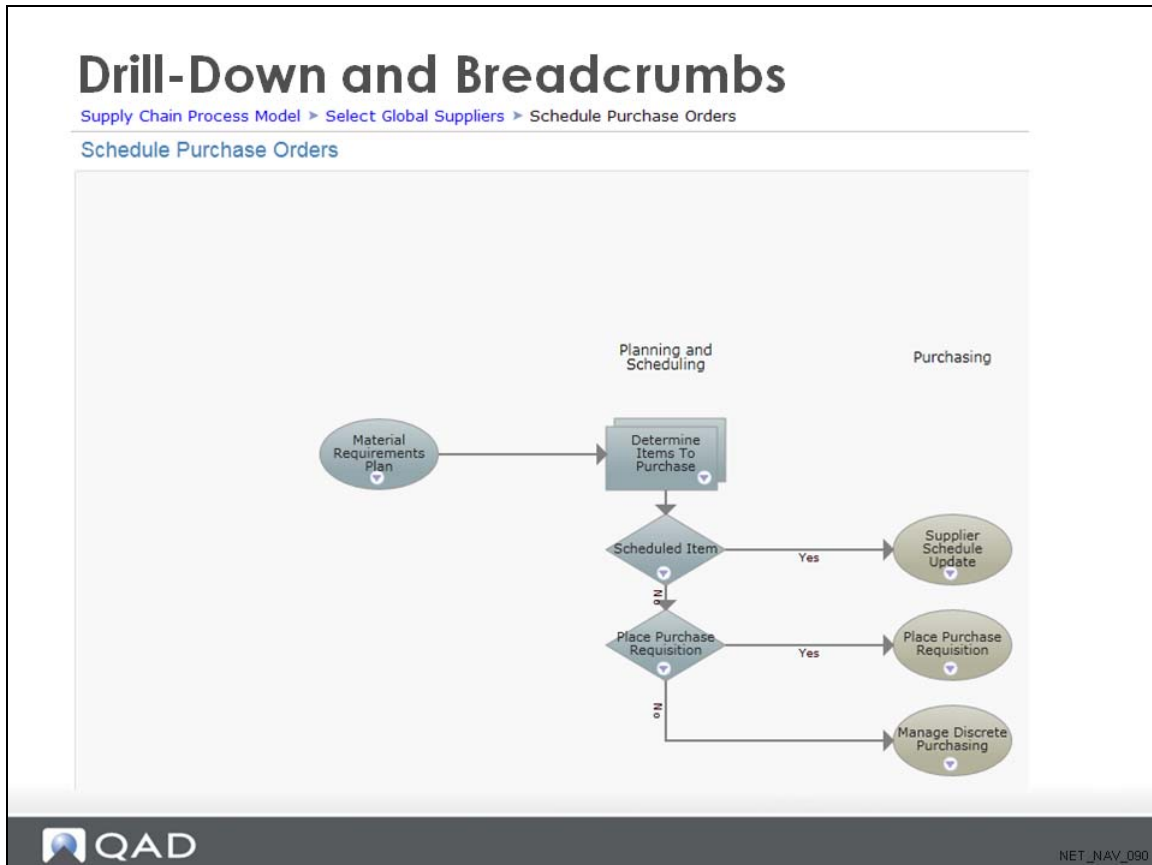 Drill-Down and Breadcrumbs
Supply Chain Process Model > Select Global Suppliers > Schedule Purchase Orders
Schedule Purchase Orders
Planning and
Scheduling
Purchasing
Material
Requirements
Plan
Determine
Items To
Purchase
Scheduled Item
Yes
Supplier
Schedule
Update
No
Place Purchase
Requisition
Yes
Place Purchase
Requisition
No
Manage Discrete
Purchasing
QAD
NET_NAV_090